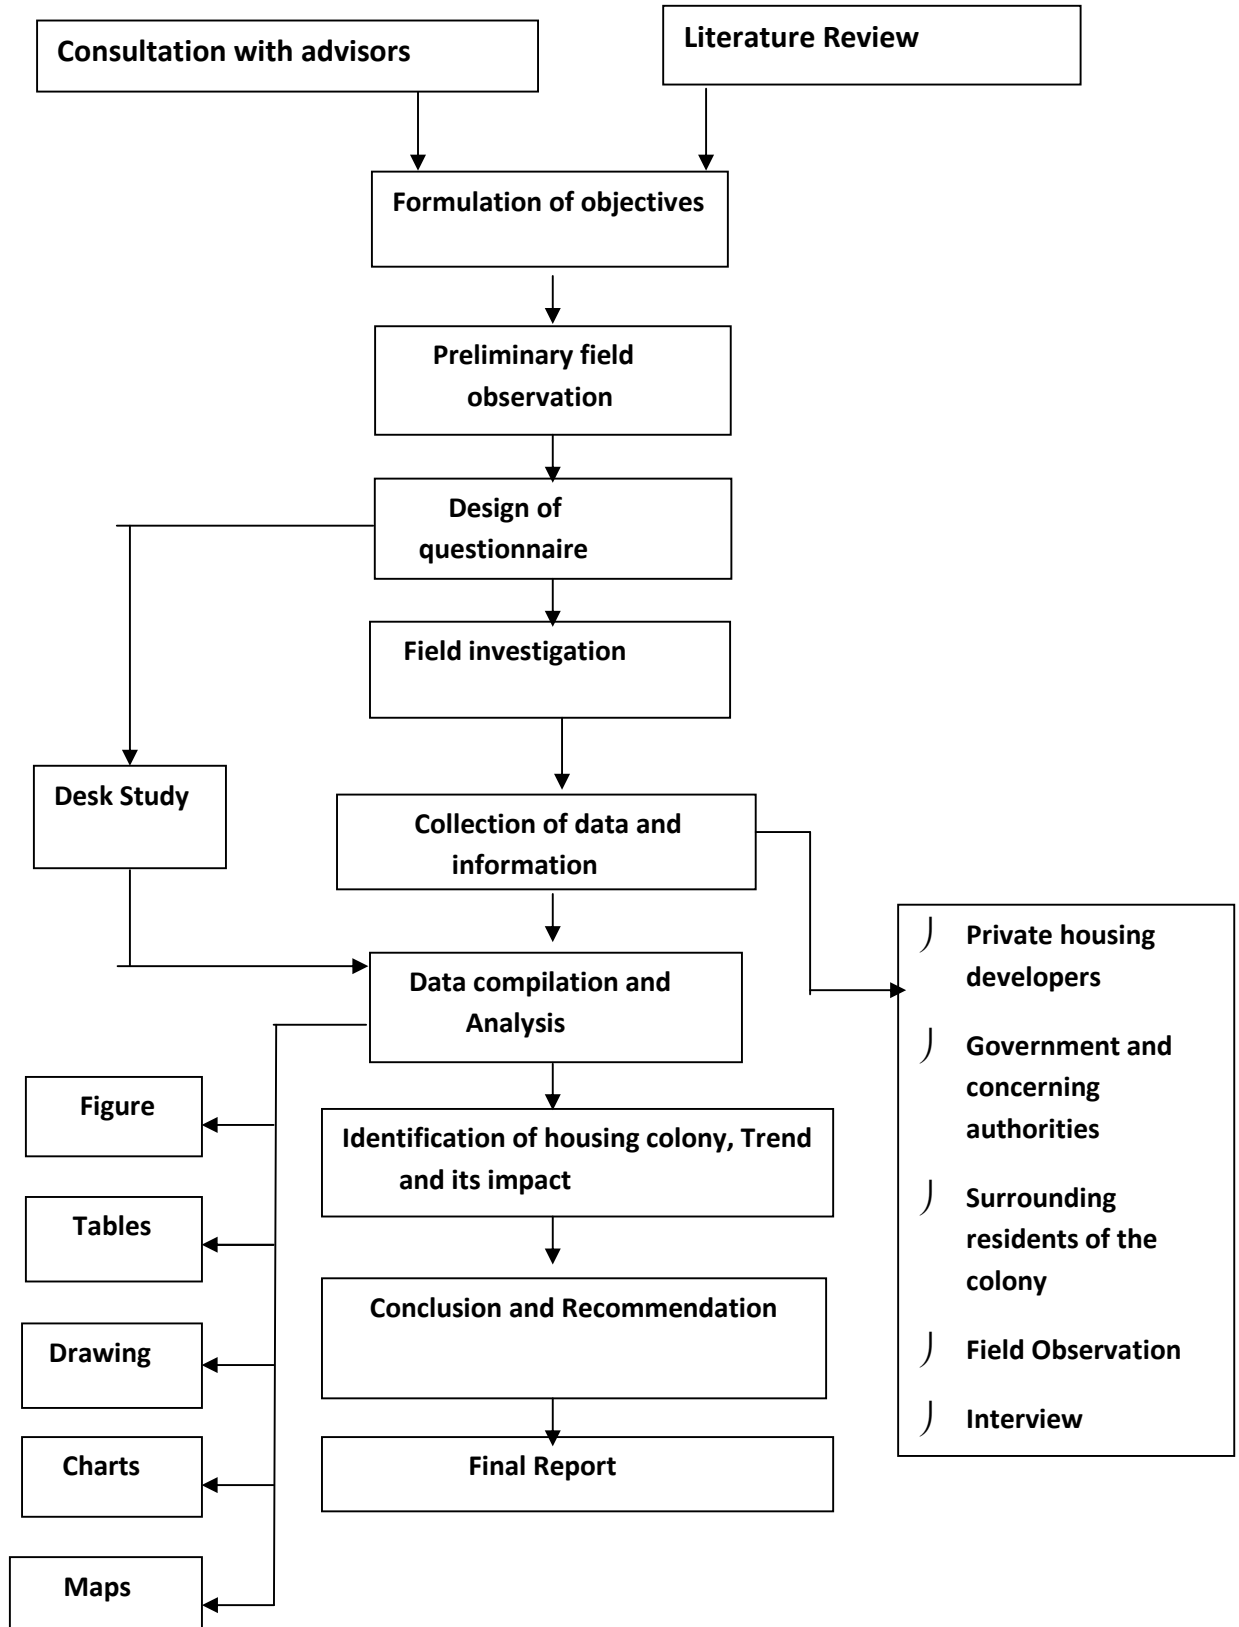 Consultation with advisors
Literature Review
Formulation of objectives
Preliminary field
observation
Design of
questionnaire
Field investigation
Desk Study
Collection of data and
information
Private housing
developers
Government and
concerning
authorities
Surrounding
residents of the
colony
Field Observation
Interview
Data compilation and
Analysis
Figure
Tables
Drawing
Charts
Maps
Identification of housing colony, Trend
and its impact
Conclusion and Recommendation
Final Report